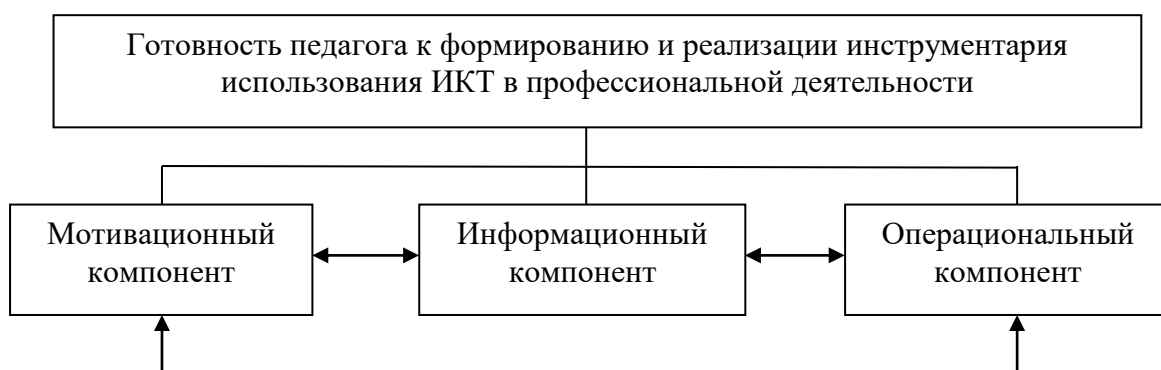 Готовность педагога к формированию и реализации инструментария
использования ИКТ в профессиональной деятельности
Мотивационный
компонент
Информационный
компонент
Операциональный
компонент